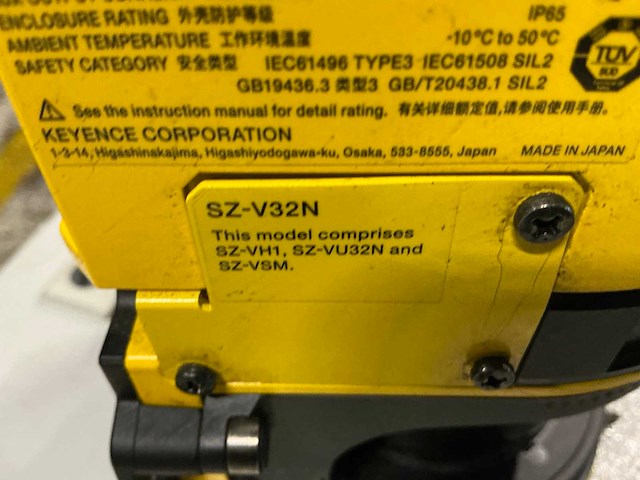 ENCLOSURE RATING 外壳防护等级 IP65
AMBIENT TEMPERATURE 工作环境温度 -10°C to 50°C
SAFETY CATEGORY 安全类型 IEC61496 TYPE3 IEC61508 SIL2
GB19436.3 类型3 GB/T20438.1 SIL2
TÜV
SÜD
See the instruction manual for detail rating. 有关详细额定值,请参阅使用手册.
KEYENCE CORPORATION
1-3-14, Higashinakajima, Higashiyodogawa-ku, Osaka, 533-8555, Japan MADE IN JAPAN
SZ-V32N
This model comprises
SZ-VH1, SZ-VU32N and
SZ-VSM.